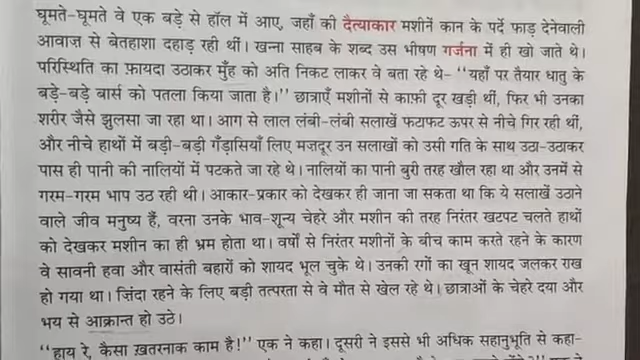 घूमते-घूमते वे एक बड़े से हॉल में आए, जहाँ की दैत्याकार मशीनें कान के पर्दे फाड़ देनेवाली
आवाज़ से बेतहाशा दहाड़ रही थीं। खन्ना साहब के शब्द उस भीषण गर्जना में ही खो जाते थे।
परिस्थिति का फ़ायदा उठाकर मुँह को अति निकट लाकर वे बता रहे थे- “यहाँ पर तैयार धातु के
बड़े-बड़े बार्स को पतला किया जाता है।” छात्राएँ मशीनों से काफ़ी दूर खड़ी थीं, फिर भी उनका
शरीर जैसे झुलसा जा रहा था। आग से लाल लंबी-लंबी सलाखें फटाफट ऊपर से नीचे गिर रही थीं,
और नीचे हाथों में बड़ी-बड़ी गँड़ासियाँ लिए मजदूर उन सलाखों को उसी गति के साथ उठा-उठाकर
पास ही पानी की नालियों में पटकते जा रहे थे। नालियों का पानी बुरी तरह खौल रहा था और उनमें से
गरम-गरम भाप उठ रही थी। आकार-प्रकार को देखकर ही जाना जा सकता था कि ये सलाखें उठाने
वाले जीव मनुष्य हैं, वरना उनके भाव-शून्य चेहरे और मशीन की तरह निरंतर खटपट चलते हाथों
को देखकर मशीन का ही भ्रम होता था। वर्षों से निरंतर मशीनों के बीच काम करते रहने के कारण
वे सावनी हवा और वासंती बहारों को शायद भूल चुके थे। उनकी रगों का खून शायद जलकर राख
हो गया था। ज़िंदा रहने के लिए बड़ी तत्परता से वे मौत से खेल रहे थे। छात्राओं के चेहरे दया और
भय से आक्रान्त हो उठे।
“हाय रे, कैसा ख़तरनाक काम है!” एक ने कहा। दूसरी ने इससे भी अधिक सहानुभूति से कहा-